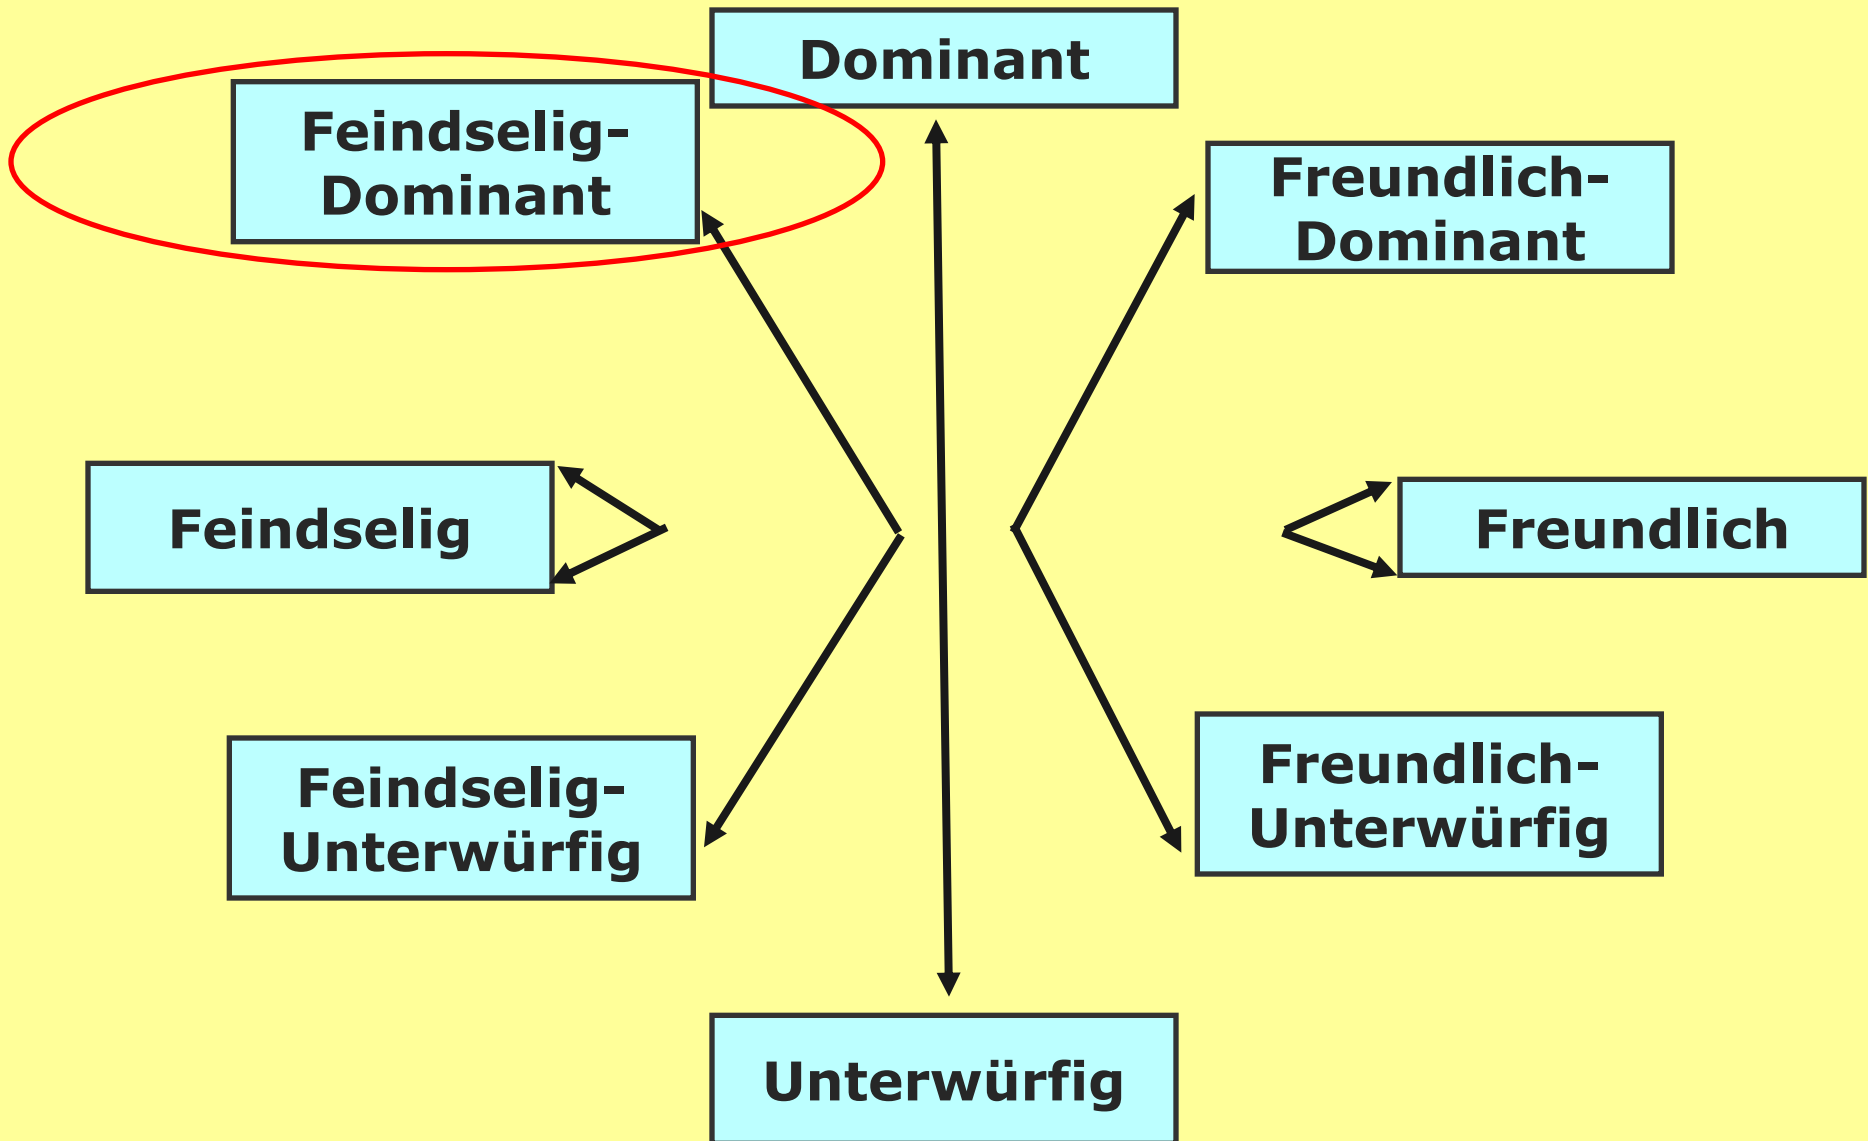 Dominant
Feindselig-
Dominant
Freundlich-
Dominant
Feindselig
Freundlich
Feindselig-
Unterwürfig
Freundlich-
Unterwürfig
Unterwürfig